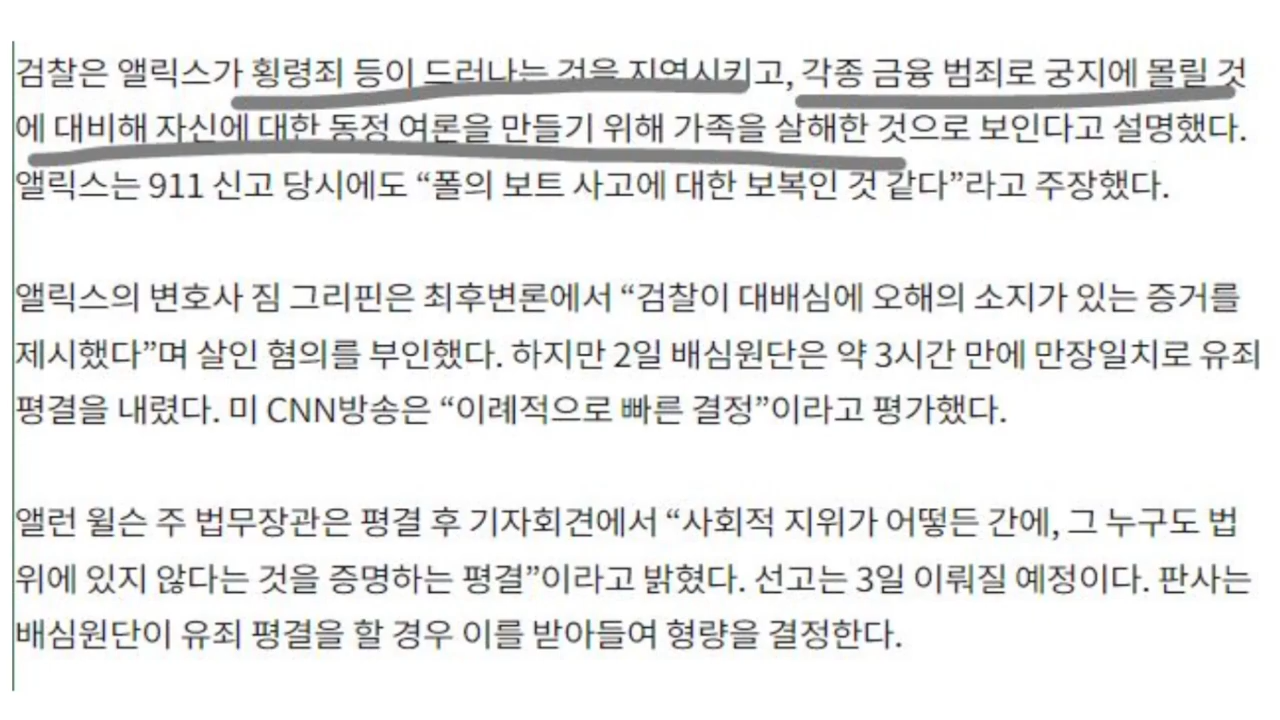 검찰은 앨릭스가 횡령죄 등이 드러나는 것을 지연시키고, 각종 금융 범죄로 궁지에 몰릴 것
에 대비해 자신에 대한 동정 여론을 만들기 위해 가족을 살해한 것으로 보인다고 설명했다.
앨릭스는 911 신고 당시에도 “폴의 보트 사고에 대한 보복인 것 같다”라고 주장했다.
앨릭스의 변호사 짐 그리핀은 최후변론에서 “검찰이 대배심에 오해의 소지가 있는 증거를
제시했다”며 살인 혐의를 부인했다. 하지만 2일 배심원단은 약 3시간 만에 만장일치로 유죄
평결을 내렸다. 미 CNN방송은 “이례적으로 빠른 결정”이라고 평가했다.
앨런 윌슨 주 법무장관은 평결 후 기자회견에서 “사회적 지위가 어떻든 간에, 그 누구도 법
위에 있지 않다는 것을 증명하는 평결”이라고 밝혔다. 선고는 3일 이뤄질 예정이다. 판사는
배심원단이 유죄 평결을 할 경우 이를 받아들여 형량을 결정한다.